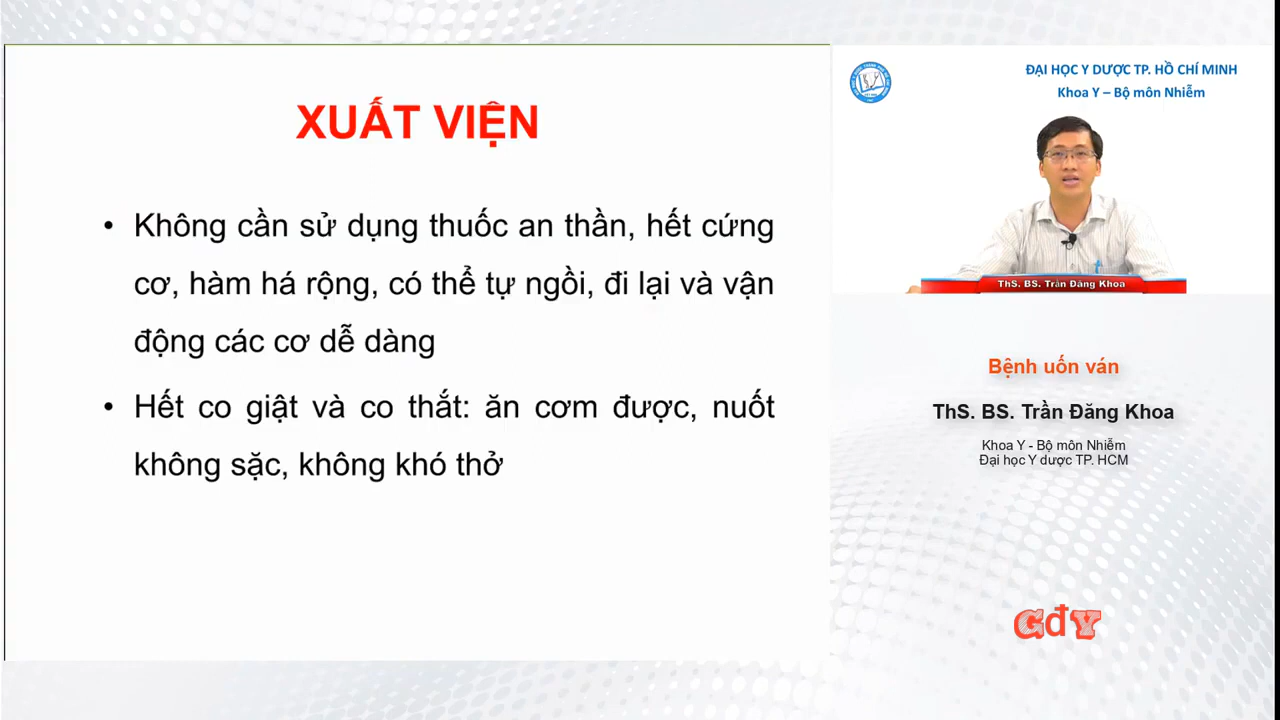 XUẤT VIỆN
• Không cần sử dụng thuốc an thần, hết cứng
cơ, hàm há rộng, có thể tự ngồi, đi lại và vận
động các cơ dễ dàng
• Hết co giật và co thắt: ăn cơm được, nuốt
không sặc, không khó thở
ĐẠI HỌC Y DƯỢC TP. HỒ CHÍ MINH
Khoa Y – Bộ môn Nhiễm
ThS. BS. Trần Đăng Khoa
Bệnh uốn ván
ThS. BS. Trần Đăng Khoa
Khoa Y - Bộ môn Nhiễm
Đại học Y dược TP. HCM
GđY